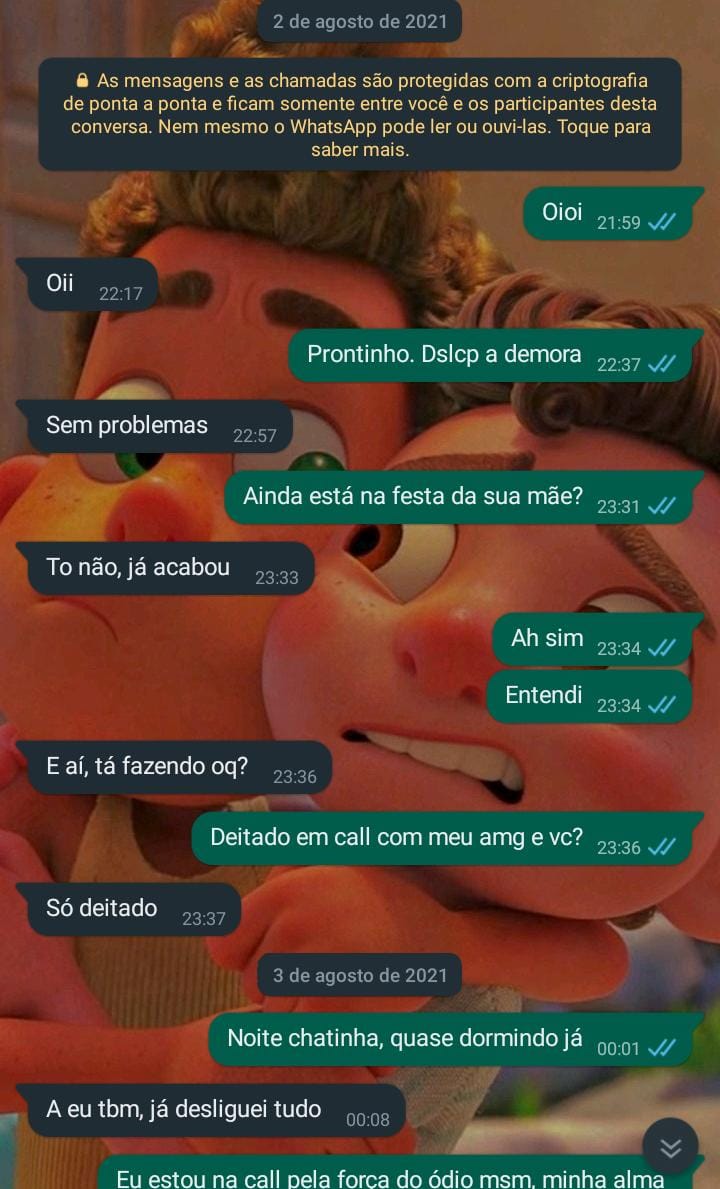 2 de agosto de 2021
As mensagens e as chamadas são protegidas com a criptografia
de ponta a ponta e ficam somente entre você e os participantes desta
conversa. Nem mesmo o WhatsApp pode ler ou ouvi-las. Toque para
saber mais.
Oioi 21:59
Oii 22:17
Prontinho. Dslcp a demora 22:37
Sem problemas 22:57
Ainda está na festa da sua mãe? 23:31
To não, já acabou 23:33
Ah sim 23:34
Entendi 23:34
E aí, tá fazendo oq? 23:36
Deitado em call com meu amg e vc? 23:36
Só deitado 23:37
3 de agosto de 2021
Noite chatinha, quase dormindo já 00:01
A eu tbm, já desliguei tudo 00:08
Eu estou na call pela força do ódio msm, minha alma